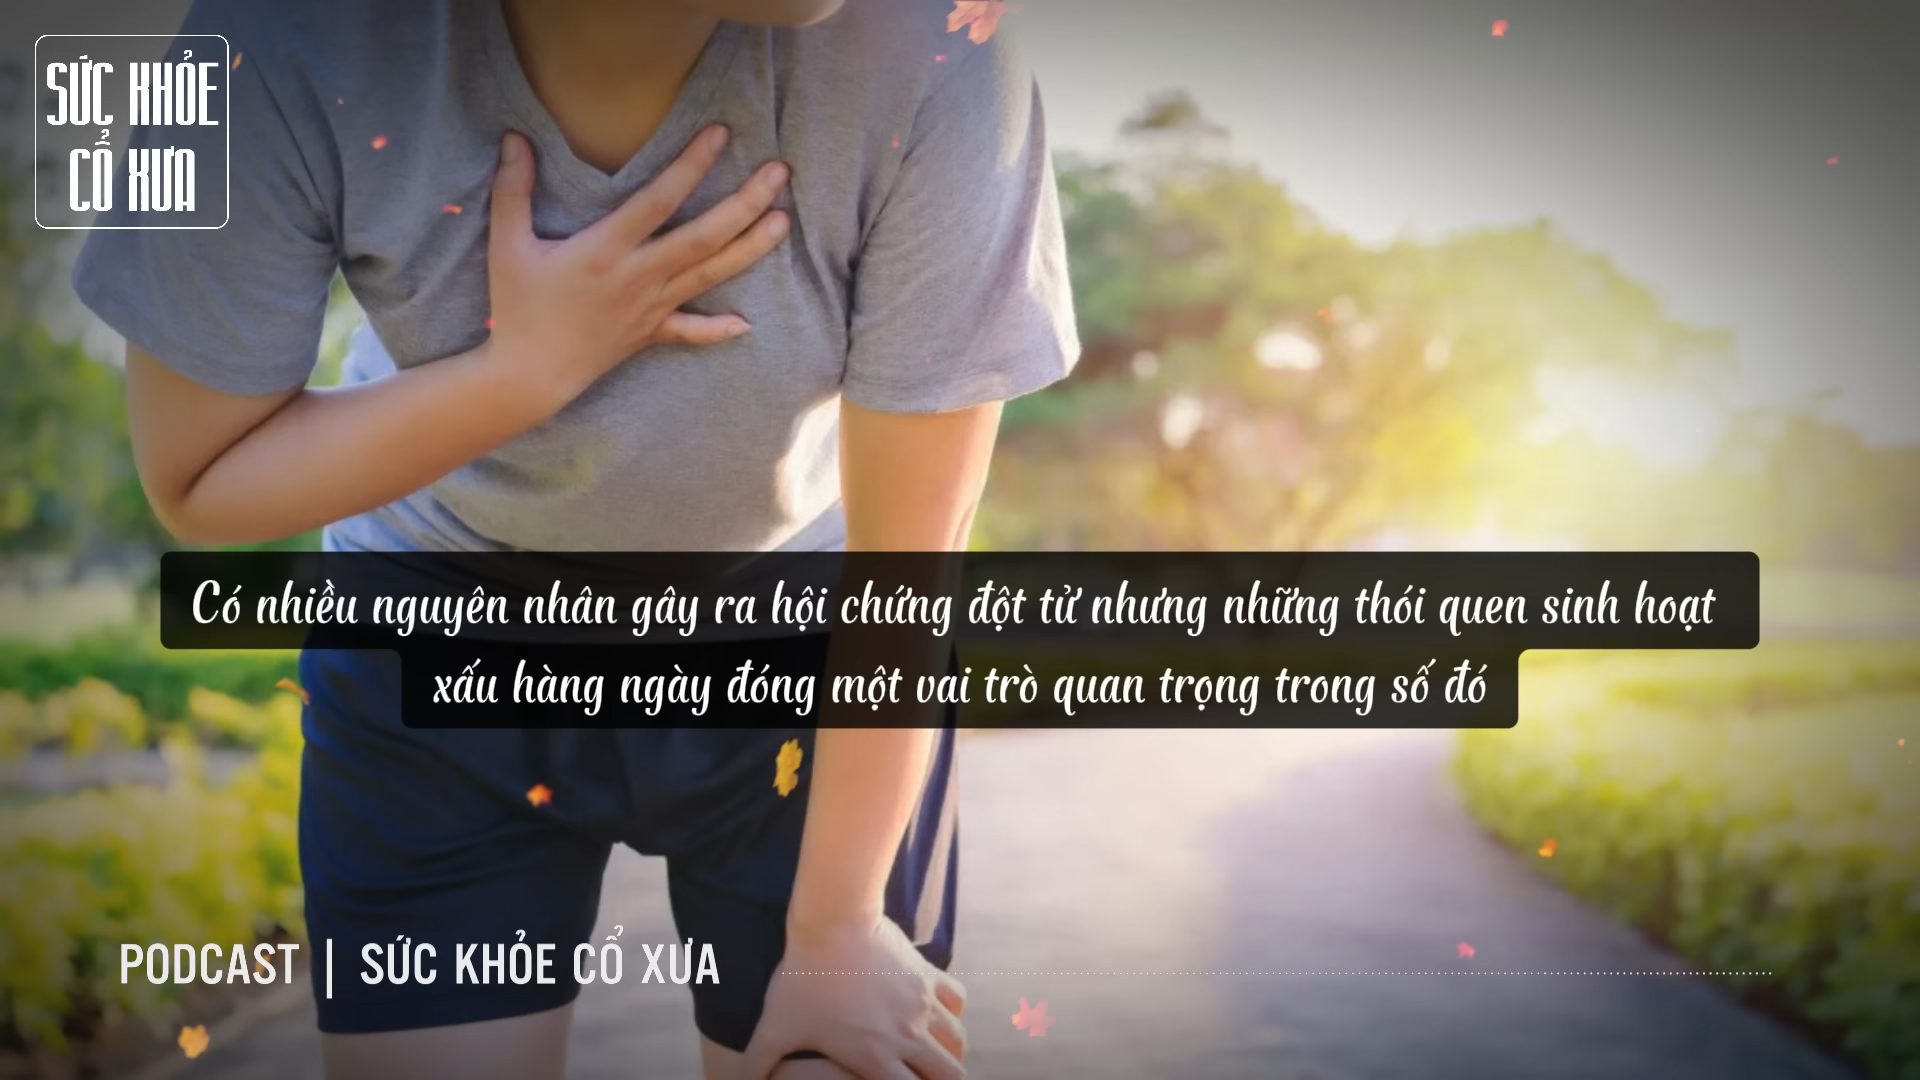 SỨC KHỎE
CỔ XƯA
Có nhiều nguyên nhân gây ra hội chứng đột tử nhưng những thói quen sinh hoạt
xấu hàng ngày đóng một vai trò quan trọng trong số đó
PODCAST | SỨC KHỎE CỔ XƯA